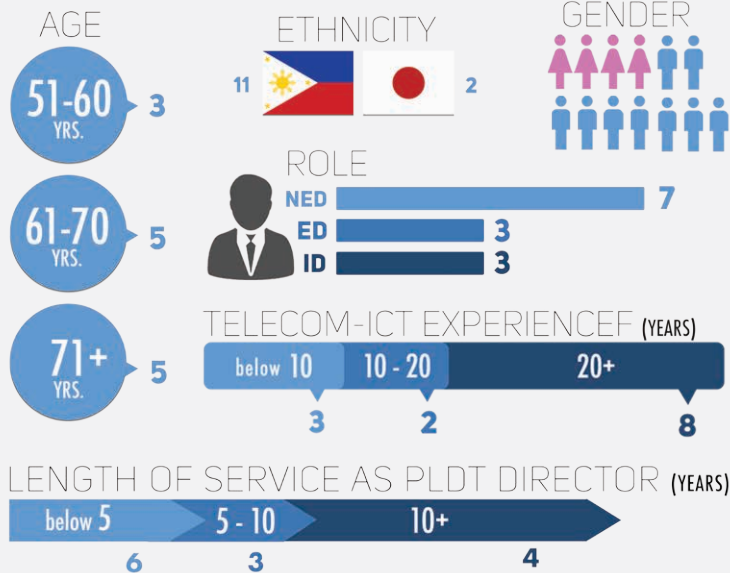 AGE
51-60
YRS.
3
61-70
YRS.
5
71+
YRS.
5
ETHNICITY
11
2
GENDER
ROLE
NED
7
ED
3
ID
3
TELECOM-ICT EXPERIENCEF (YEARS)
below 10
10 - 20
20+
3
2
8
LENGTH OF SERVICE AS PLDT DIRECTOR (YEARS)
below 5
5 - 10
10+
6
3
4